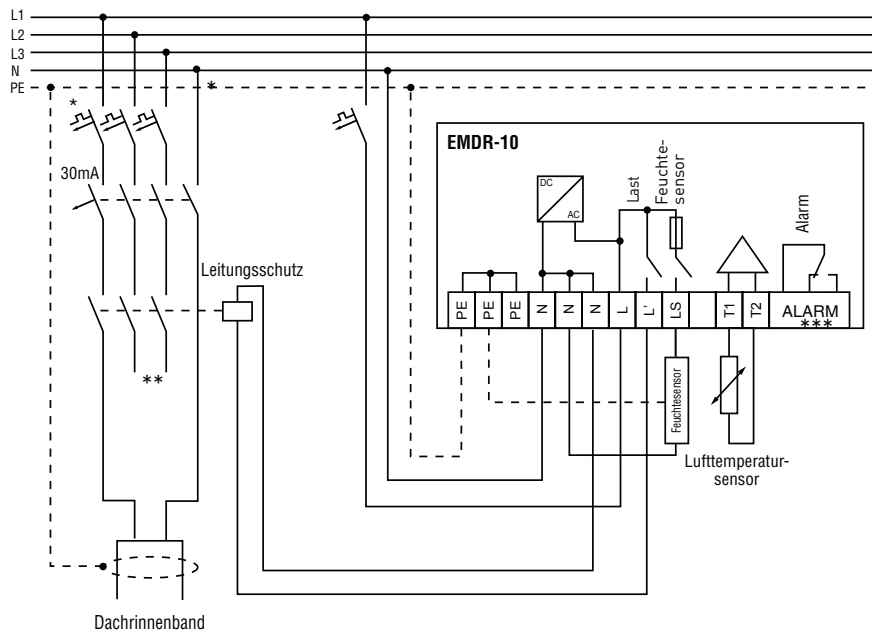 L1
L2
L3
N
PE
*
*
30mA
Leitungsschutz
**
Dachrinnenband
EMDR-10
DC
AC
Last
Feuchte-
sensor
Alarm
PE
PE
PE
N
N
N
L
L'
LS
T1
T2
ALARM
***
Feuchtesensor
Lufttemperatur-
sensor